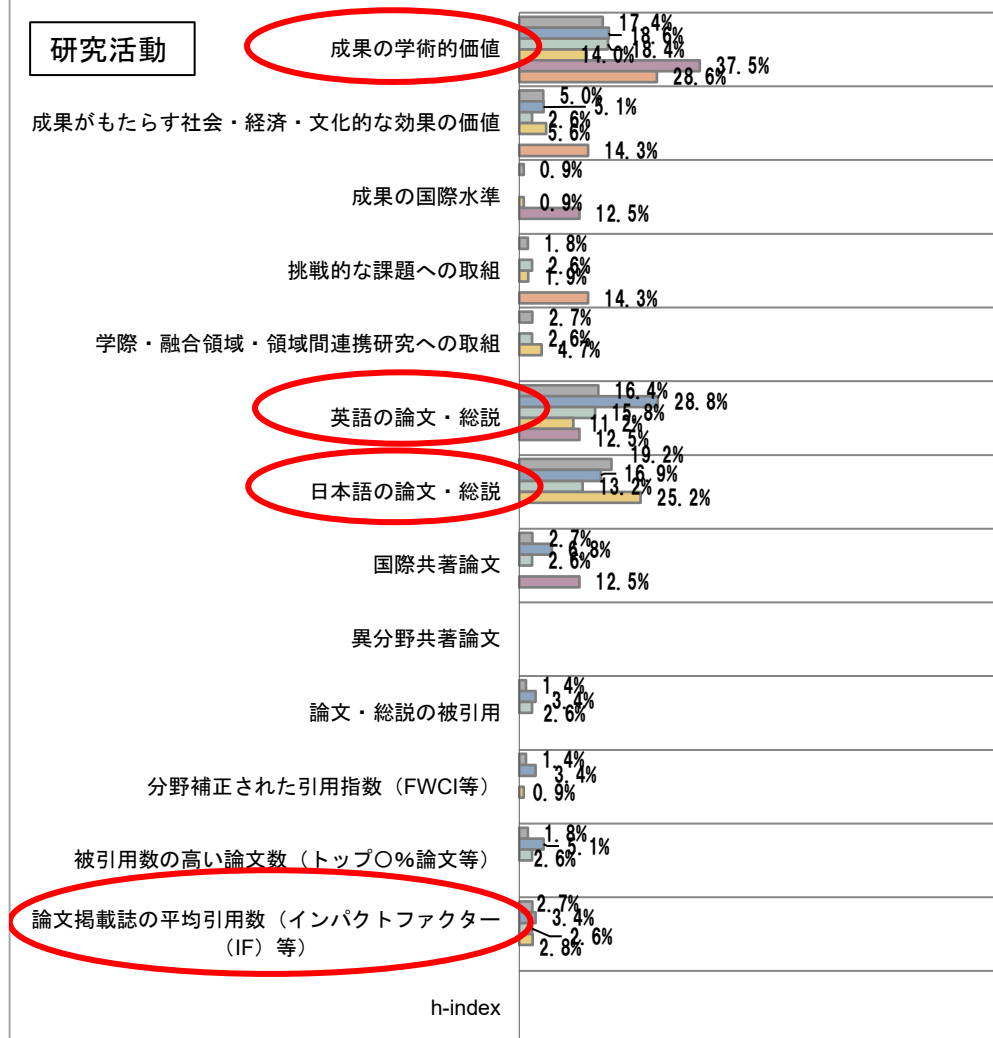 研究活動
成果の学術的価値
17.4%
18.6%
18.4%
14.0%
37.5%
28.6%
成果がもたらす社会・経済・文化的な効果の価値
5.0%
5.1%
2.6%
5.6%
14.3%
成果の国際水準
0.9%
0.9%
12.5%
挑戦的な課題への取組
1.8%
2.6%
1.9%
14.3%
学際・融合領域・領域間連携研究への取組
2.7%
2.6%
4.7%
英語の論文・総説
16.4%
28.8%
15.8%
11.2%
12.5%
日本語の論文・総説
19.2%
16.9%
13.2%
25.2%
国際共著論文
2.7%
6.8%
2.6%
12.5%
異分野共著論文
論文・総説の被引用
1.4%
3.4%
2.6%
分野補正された引用指数（FWCI等）
1.4%
3.4%
0.9%
被引用数の高い論文数（トップ〇%論文等）
1.8%
5.1%
2.6%
論文掲載誌の平均引用数（インパクトファクター
（IF）等）
2.7%
3.4%
2.6%
2.8%
h-index